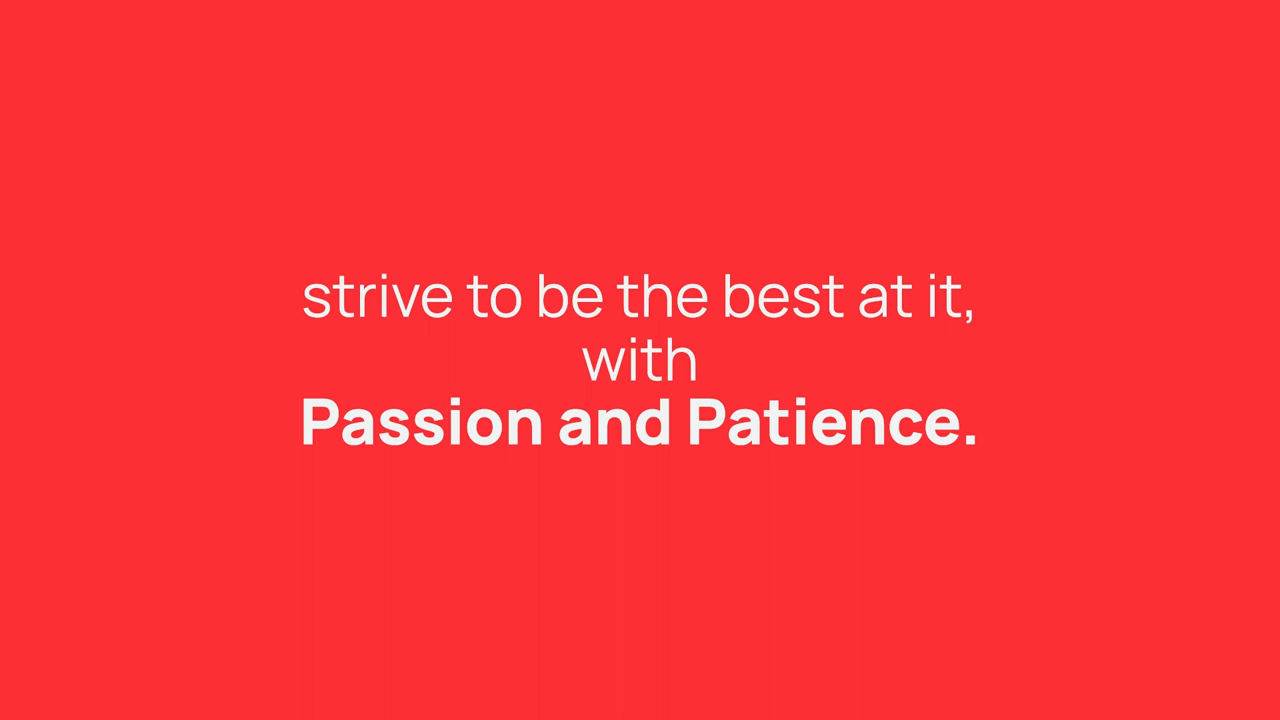 strive to be the best at it,
with
Passion and Patience.